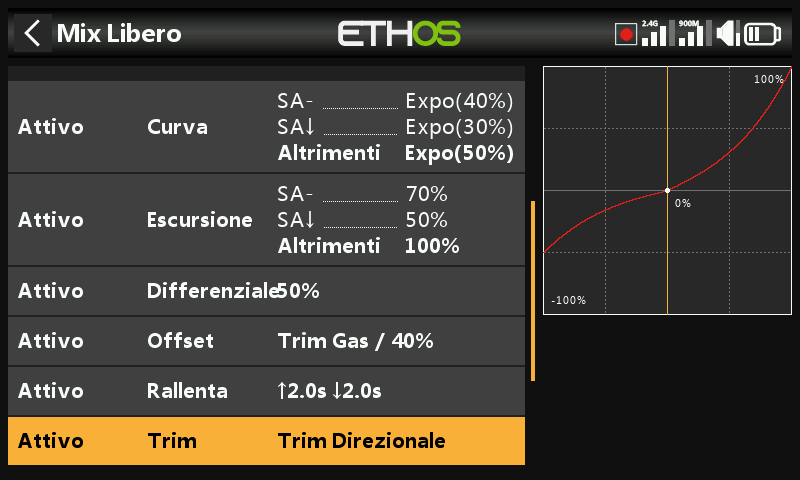 Mix Libero
ETHOS
2.4G 900M
Attivo Curva
SA- Expo(40%)
SA↓ Expo(30%)
Altrimenti Expo(50%)
Attivo Escursione
SA- 70%
SA↓ 50%
Altrimenti 100%
Attivo Differenziale 50%
Attivo Offset Trim Gas / 40%
Attivo Rallenta ↑2.0s ↓2.0s
Attivo Trim Trim Direzionale
100%
0%
-100%